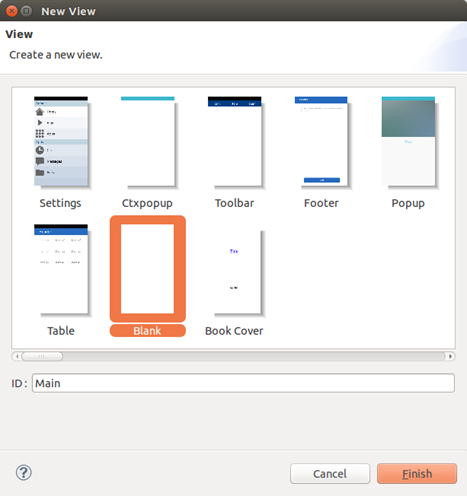 New View
View
Create a new view.
Settings
Ctxpopup
Toolbar
Footer
Popup
Table
Blank
Book Cover
ID:
Main
?
Cancel
Finish